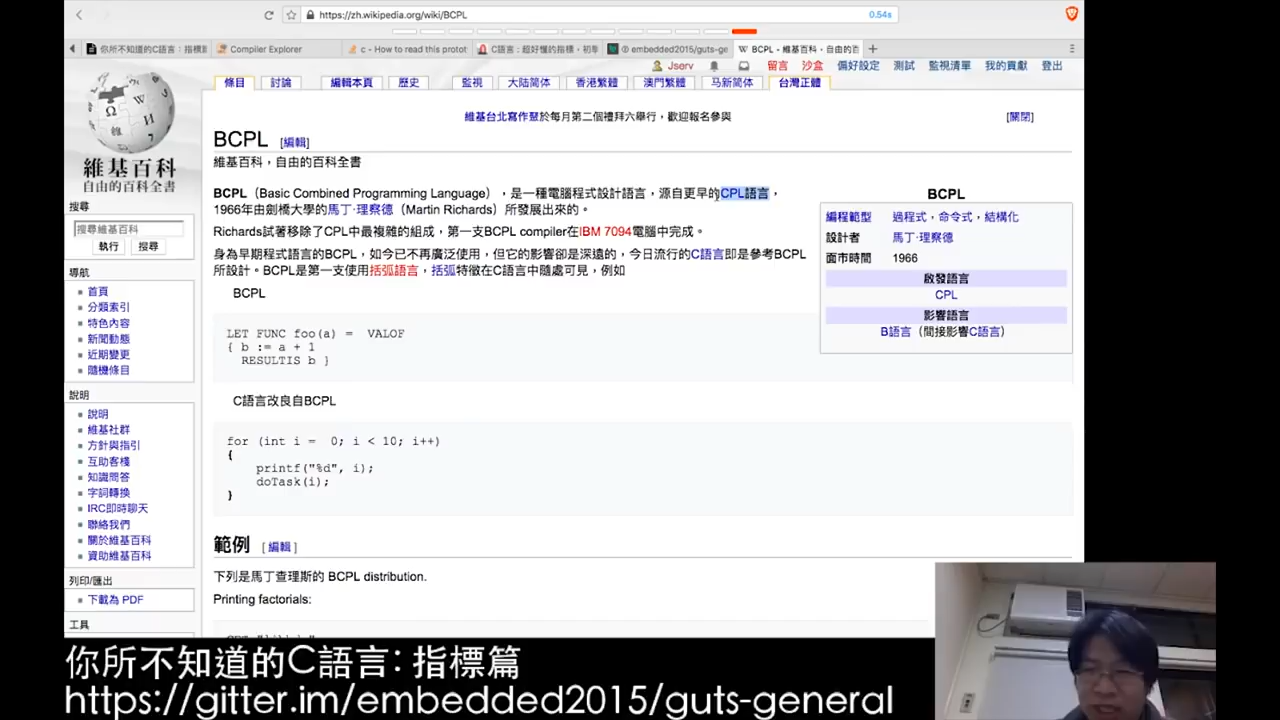 https://zh.wikipedia.org/wiki/BCPL
0.54s
你所不知道的C語言：指標
Compiler Explorer
c - How to read this protot
C語言：超好懂的指標，初
embedded2015/guts-ge
BCPL - 維基百科，自由的百
Jserv 留言 沙盒 偏好設定 測試 監視清單 我的貢獻 登出
條目 討論 編輯本頁 歷史 監視 大陆简体 香港繁體 澳門繁體 马新简体 台灣正體
維基百科
自由的百科全書
搜尋
搜尋維基百科
執行 搜尋
導航
首頁
分類索引
特色內容
新聞動態
近期變更
隨機條目
說明
說明
維基社群
方針與指引
互助客棧
知識問答
字詞轉換
IRC即時聊天
聯絡我們
關於維基百科
資助維基百科
列印/匯出
下載為 PDF
工具
維基台北寫作聚於每月第二個禮拜六舉行，歡迎報名參與
[關閉]
BCPL [編輯]
維基百科，自由的百科全書
BCPL（Basic Combined Programming Language），是一種電腦程式設計語言，源自更早的CPL語言，
1966年由劍橋大學的馬丁·理察德（Martin Richards）所發展出來的。
Richards試著移除了CPL中最複雜的組成，第一支BCPL compiler在IBM 7094電腦中完成。
身為早期程式語言的BCPL，如今已不再廣泛使用，但它的影響卻是深遠的，今日流行的C語言即是參考BCPL
所設計。BCPL是第一支使用括弧語言，括弧特徵在C語言中隨處可見，例如
BCPL
LET FUNC foo(a) = VALOF
{ b := a + 1
RESULTIS b }
C語言改良自BCPL
for (int i = 0; i < 10; i++)
{
printf("%d", i);
doTask(i);
}
範例 [編輯]
下列是馬丁查理斯的 BCPL distribution.
Printing factorials:
BCPL
編程範型 過程式，命令式，結構化
設計者 馬丁·理察德
面市時間 1966
啟發語言
CPL
影響語言
B語言（間接影響C語言）
你所不知道的C語言: 指標篇
https://gitter.im/embedded2015/guts-general